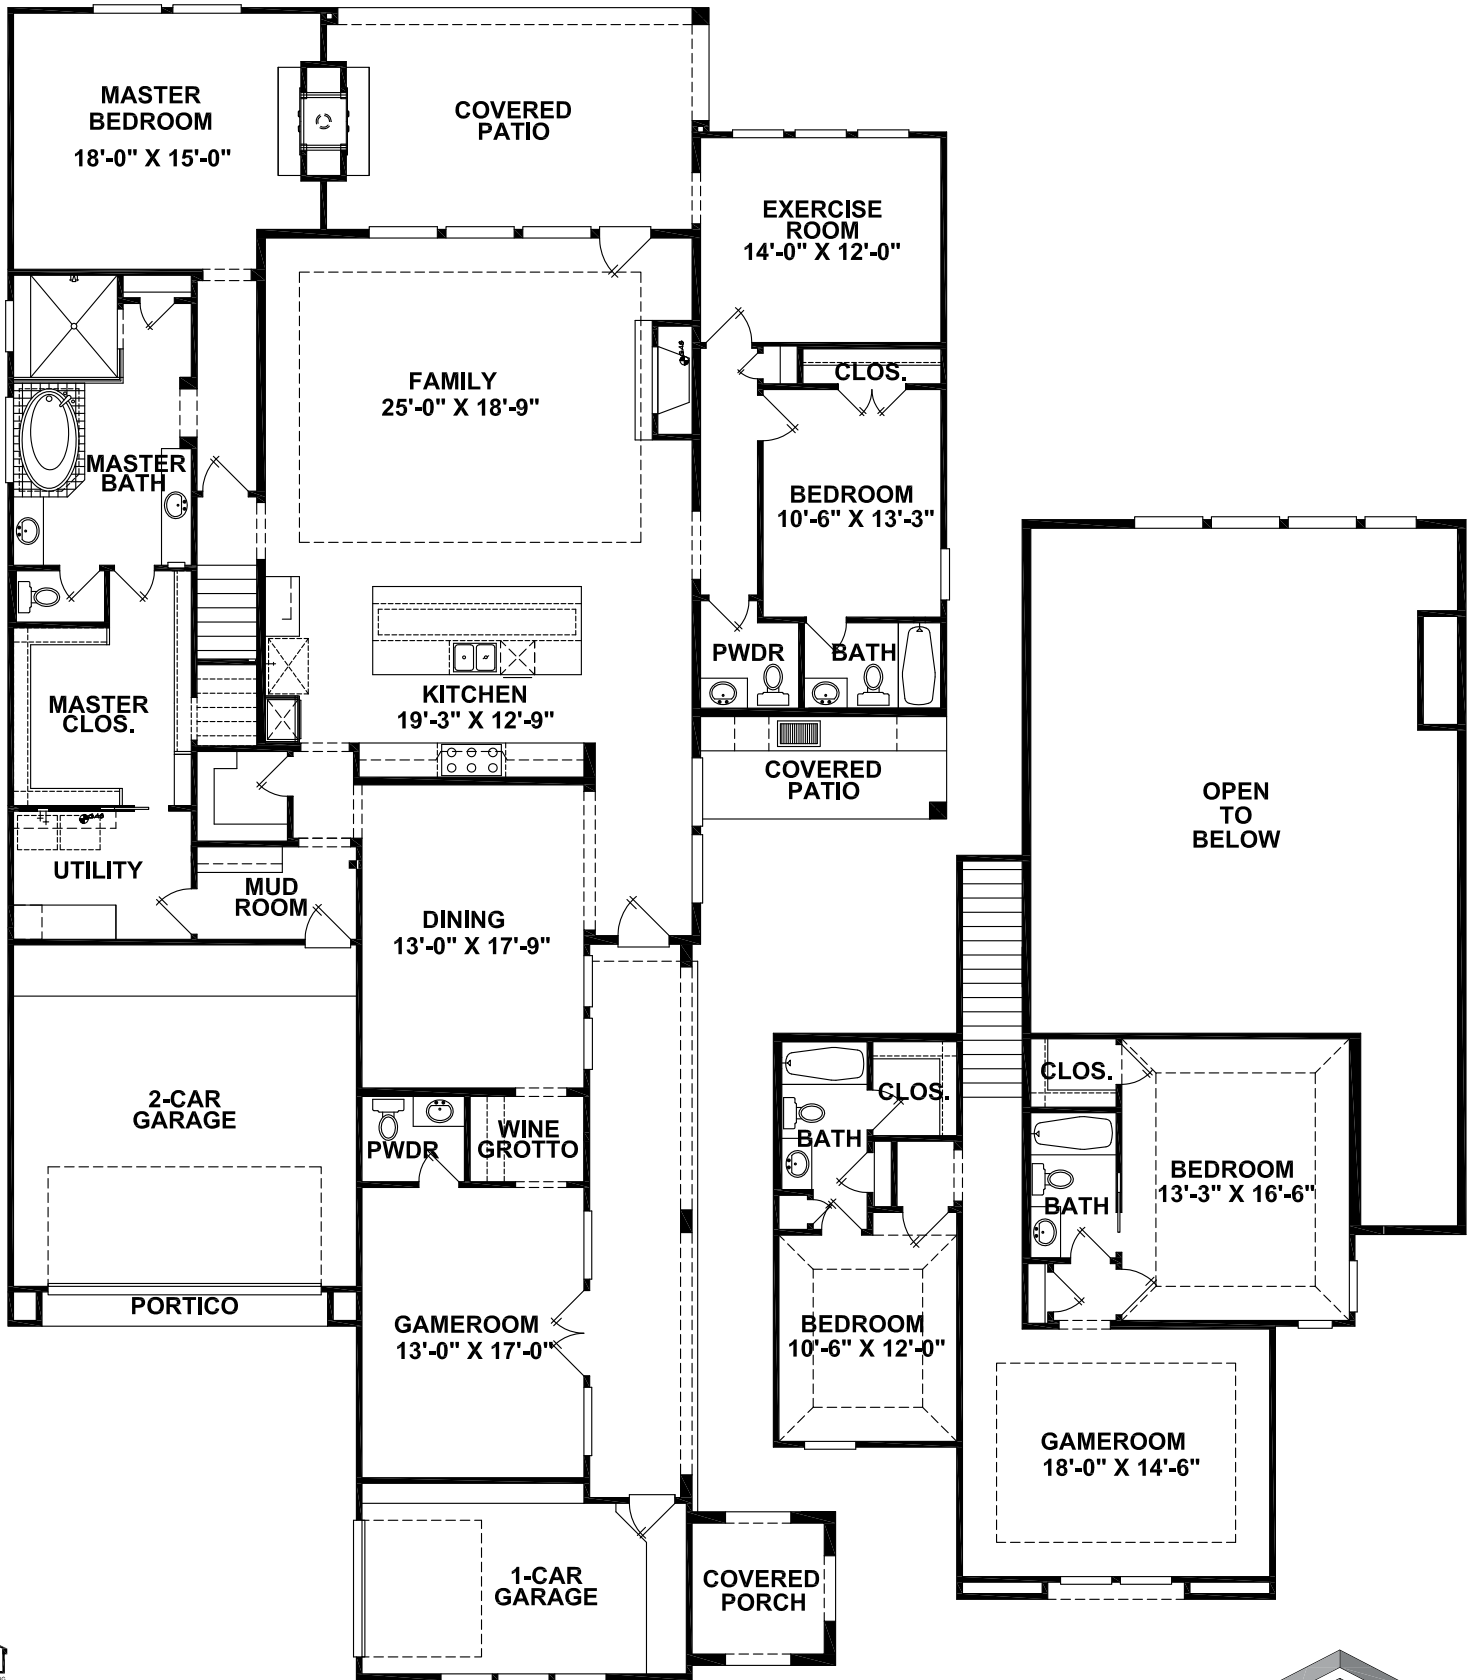 MASTER
BEDROOM
18'-0" X 15'-0"
COVERED
PATIO
EXERCISE
ROOM
14'-0" X 12'-0"
FAMILY
25'-0" X 18'-9"
CLOS.
MASTER
BATH
BEDROOM
10'-6" X 13'-3"
PWDR
BATH
MASTER
CLOS.
KITCHEN
19'-3" X 12'-9"
COVERED
PATIO
UTILITY
MUD
ROOM
DINING
13'-0" X 17'-9"
2-CAR
GARAGE
PWDR
WINE
GROTTO
PORTICO
GAMEROOM
13'-0" X 17'-0"
1-CAR
GARAGE
COVERED
PORCH
OPEN
TO
BELOW
CLOS.
CLOS.
BATH
BEDROOM
13'-3" X 16'-6"
BATH
BEDROOM
10'-6" X 12'-0"
GAMEROOM
18'-0" X 14'-6"